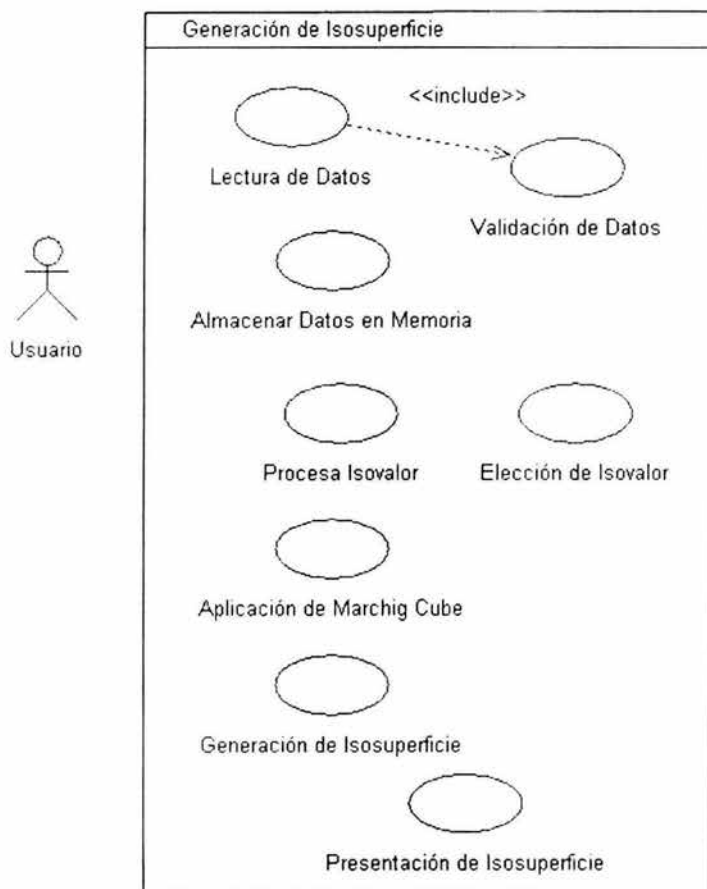 Generación de Isosuperficie
<<include>>
Lectura de Datos
Validación de Datos
Almacenar Datos en Memoria
Usuario
Procesa Isovalor
Elección de Isovalor
Aplicación de Marchig Cube
Generación de Isosuperficie
Presentación de Isosuperficie